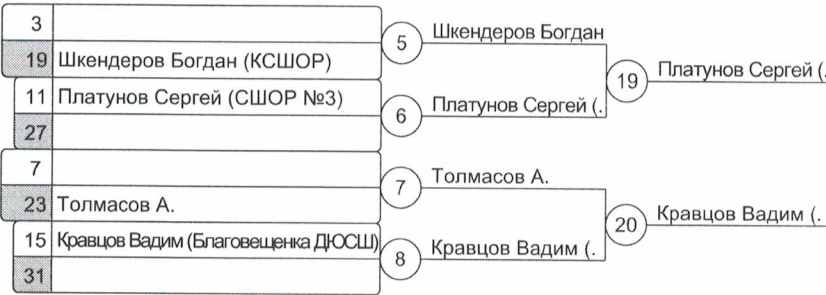 3
19 Шкендеров Богдан (КСШОР)
5 Шкендеров Богдан
11 Платунов Сергей (СШОР №3)
27
6 Платунов Сергей (.
19 Платунов Сергей (.
7
23 Толмасов А.
7 Толмасов А.
15 Кравцов Вадим (Благовещенка ДЮСШ)
31
8 Кравцов Вадим (.
20 Кравцов Вадим (.